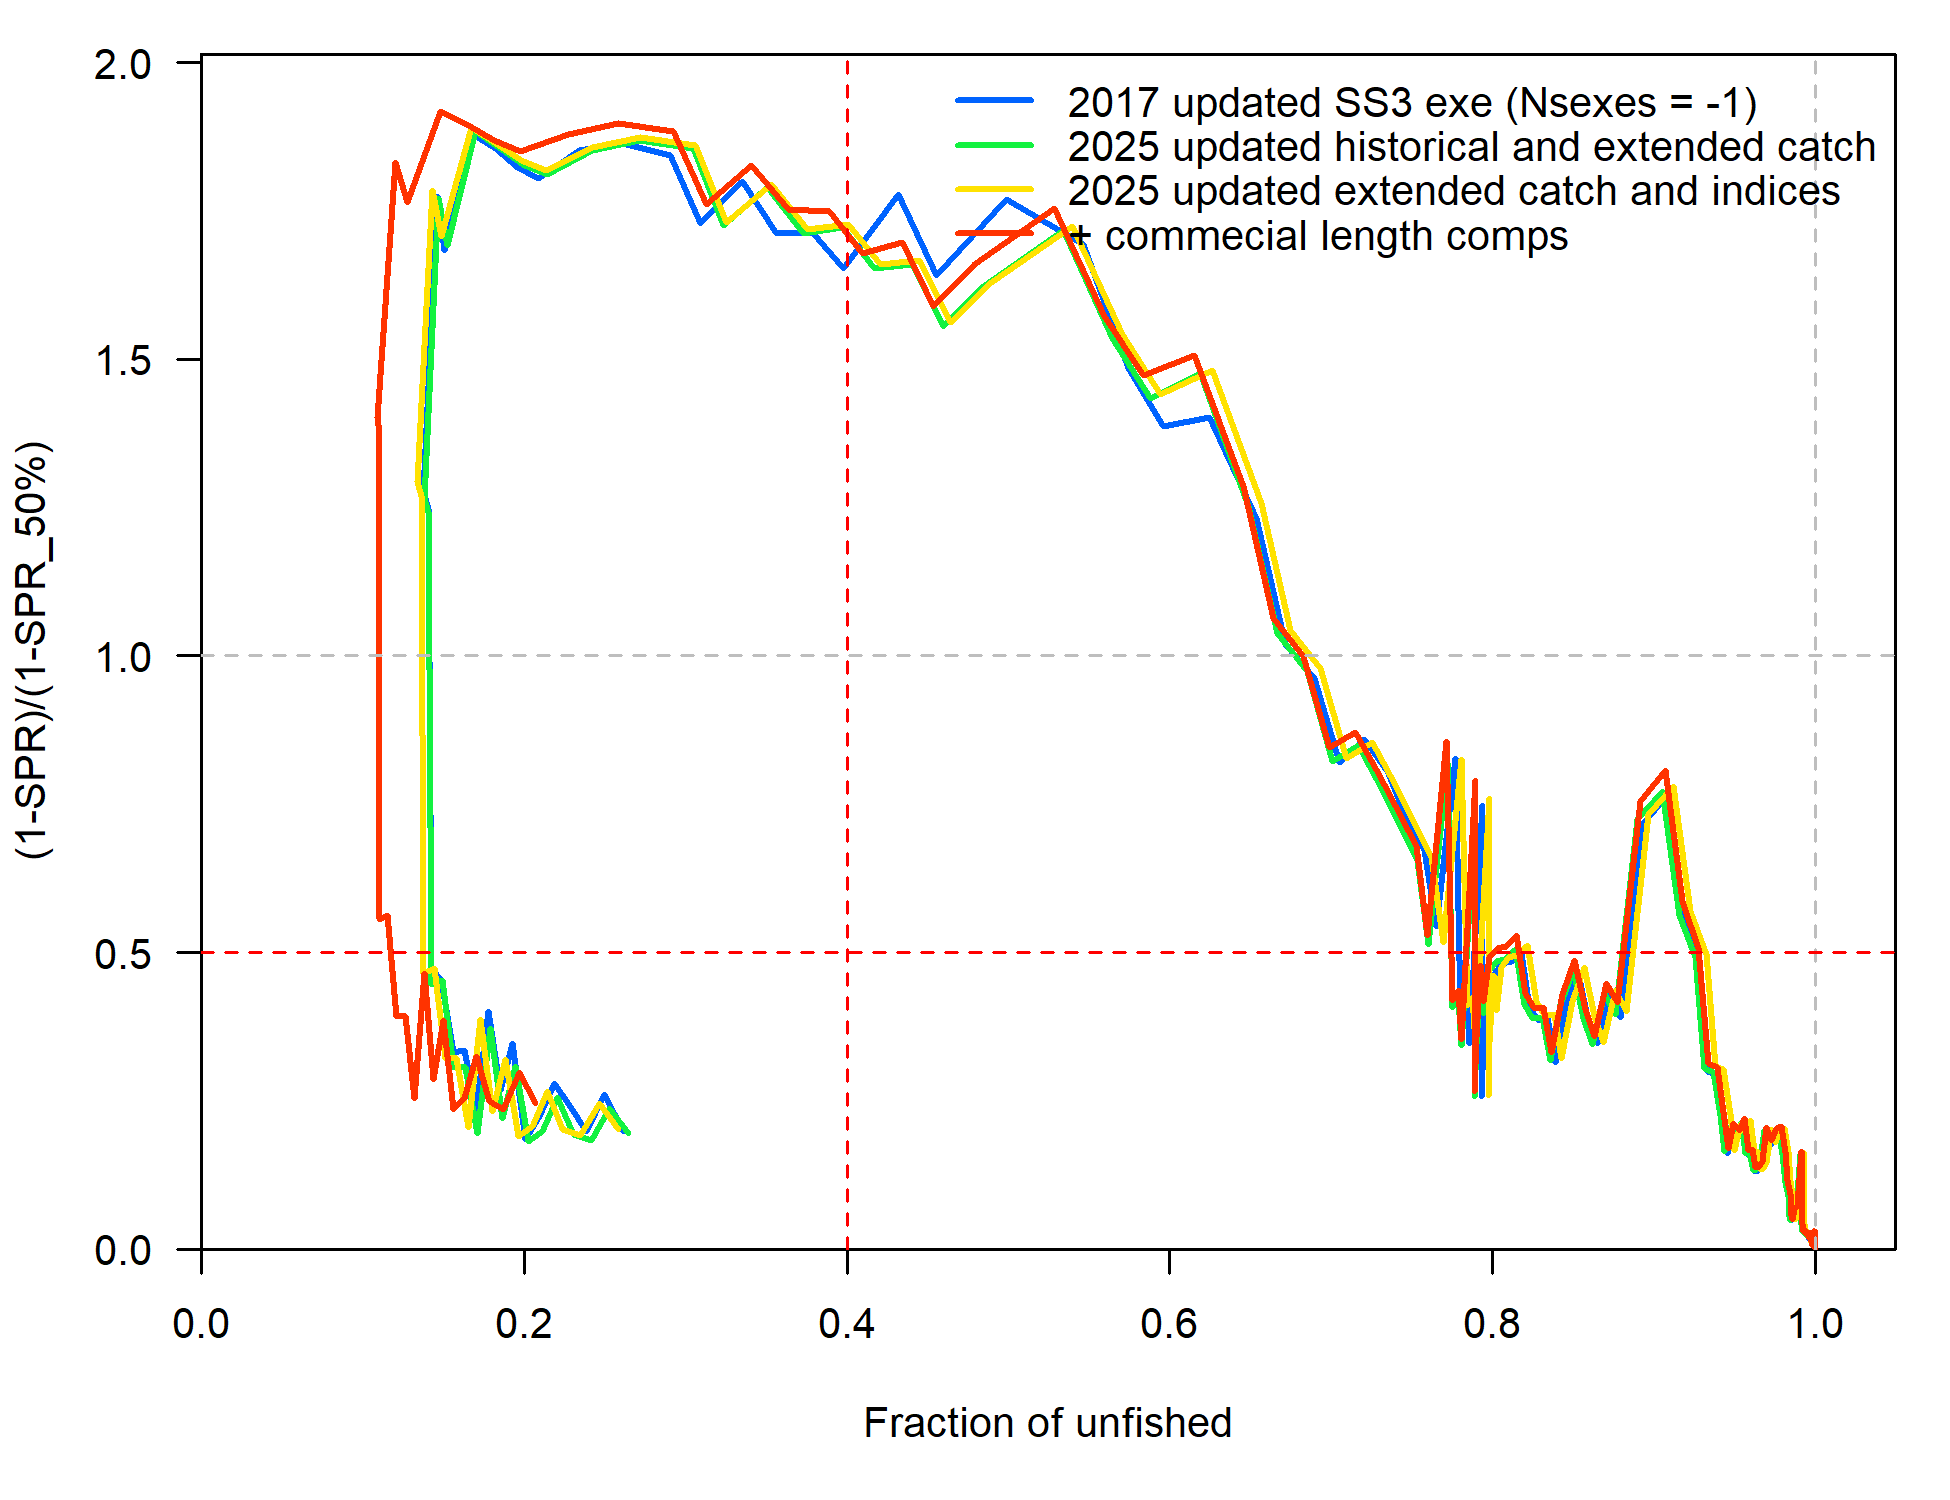 2.0
1.5
1.0
0.5
0.0
(1-SPR)/(1-SPR_50%)
2017 updated SS3 exe (Nsexes = -1)
2025 updated historical and extended catch
2025 updated extended catch and indices
+ commecial length comps
0.0 0.2 0.4 0.6 0.8 1.0
Fraction of unfished